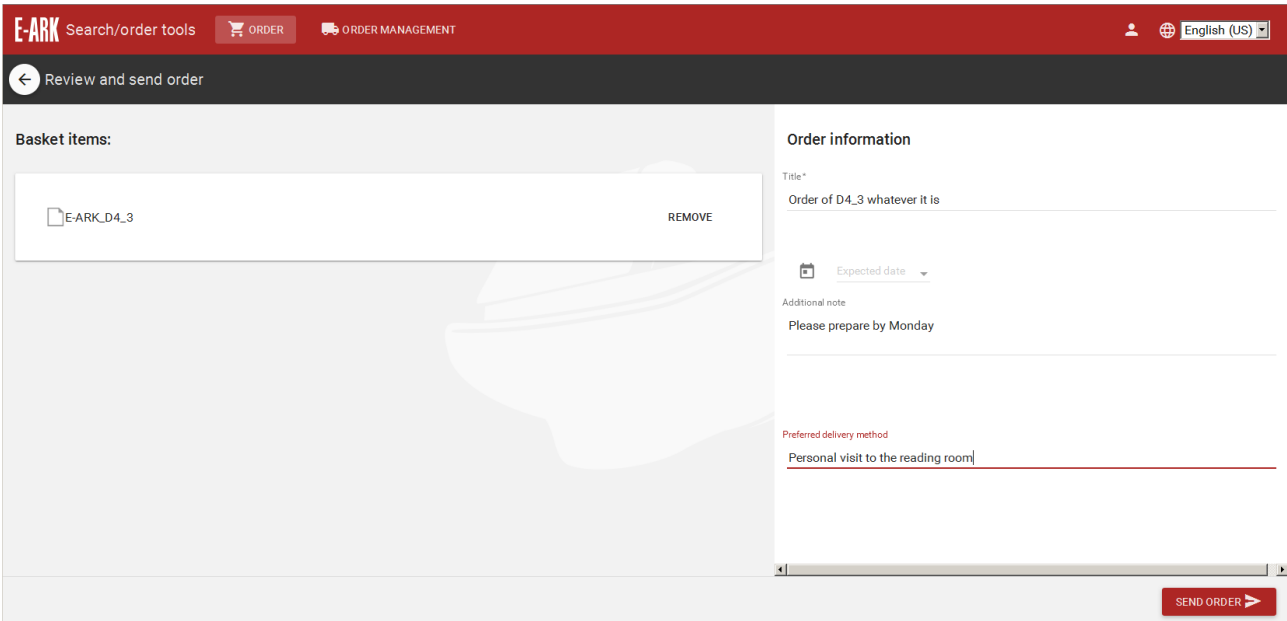 E-ARK Search/order tools ORDER ORDER MANAGEMENT English (US)
Review and send order
Basket items:
E-ARK_D4_3 REMOVE
Order information
Title*
Order of D4_3 whatever it is
Expected date
Additional note
Please prepare by Monday
Preferred delivery method
Personal visit to the reading room
SEND ORDER